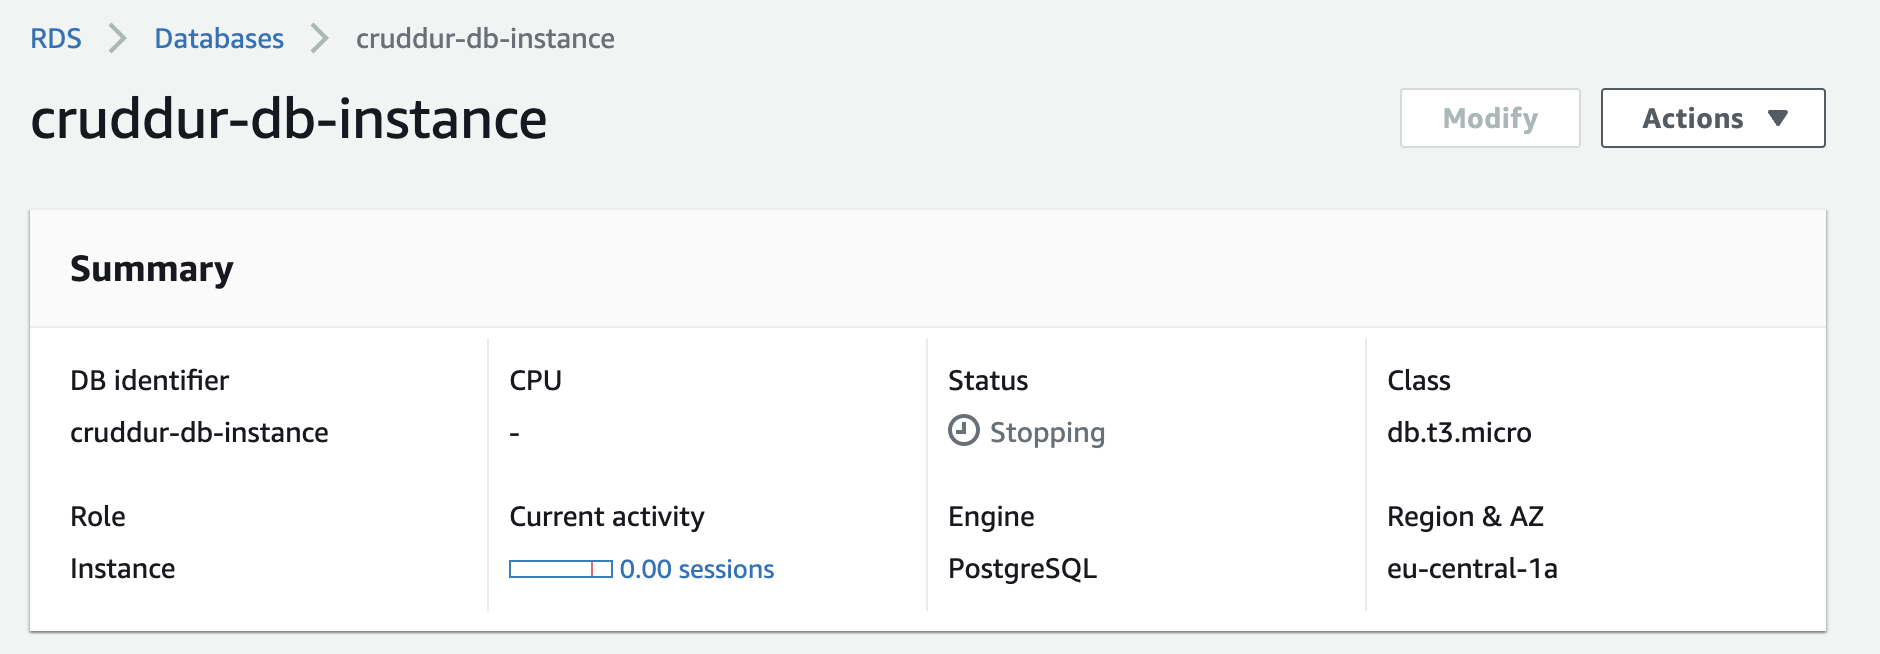 RDS > Databases > cruddur-db-instance
cruddur-db-instance
Modify
Actions
Summary
DB identifier
cruddur-db-instance
CPU
-
Status
Stopping
Class
db.t3.micro
Role
Instance
Current activity
0.00 sessions
Engine
PostgreSQL
Region & AZ
eu-central-1a